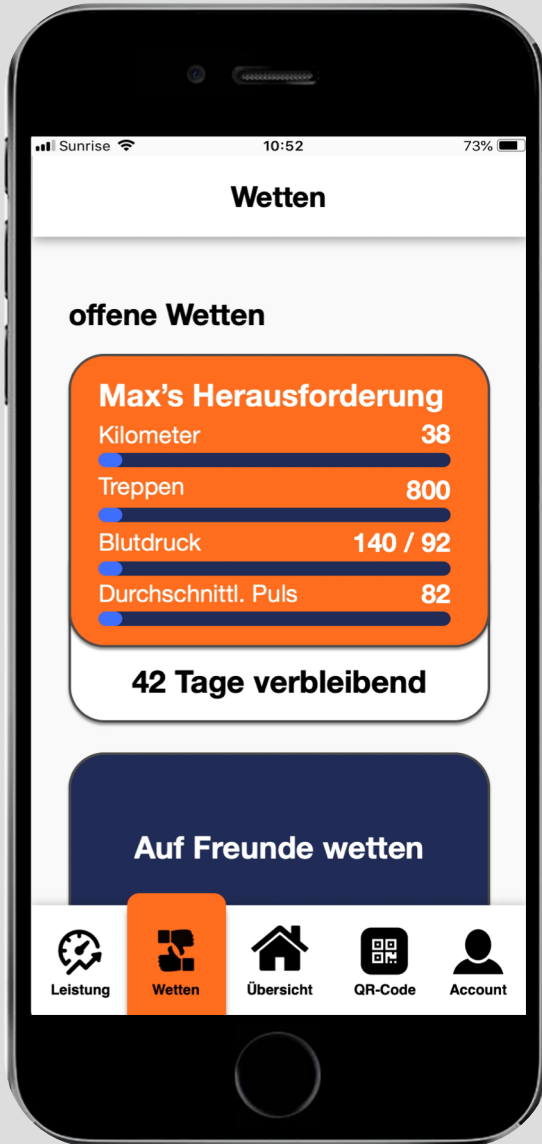 Sunrise 10:52 73%
Wetten
offene Wetten
Max's Herausforderung
Kilometer 38
Treppen 800
Blutdruck 140 / 92
Durchschnittl. Puls 82
42 Tage verbleibend
Auf Freunde wetten
Leistung Wetten Übersicht QR-Code Account